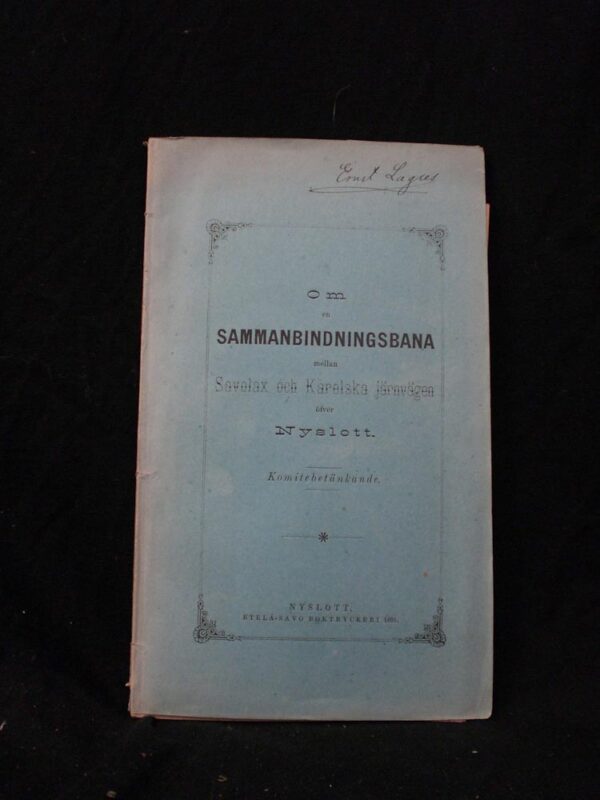 Ernst Lagus
Om
en
SAMMANBINDNINGSBANA
mellan
Savolax och Karelska järnvägen
öfver
Nyslott.
Komitébetänkande.
NYSLOTT,
ETELÄ-SAVO BOKTRYCKERI